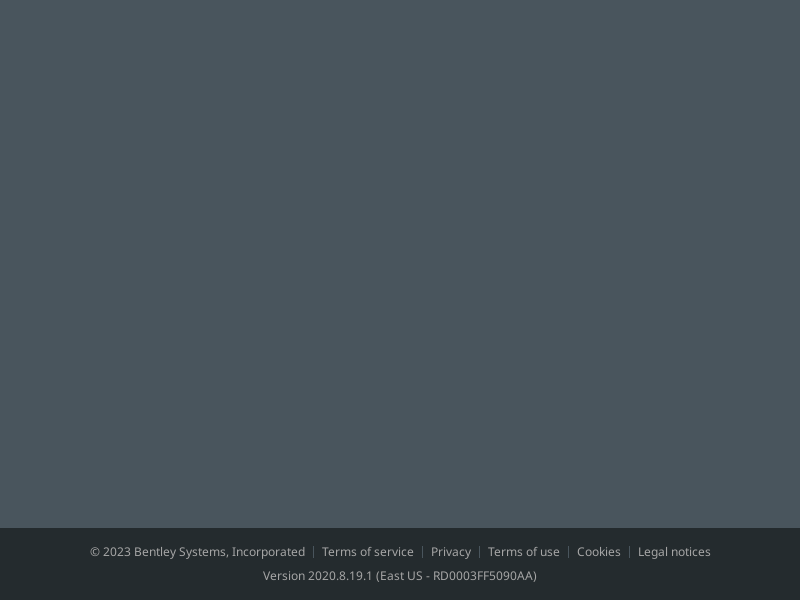 © 2023 Bentley Systems, Incorporated | Terms of service | Privacy | Terms of use | Cookies | Legal notices
Version 2020.8.19.1 (East US - RD0003FF5090AA)